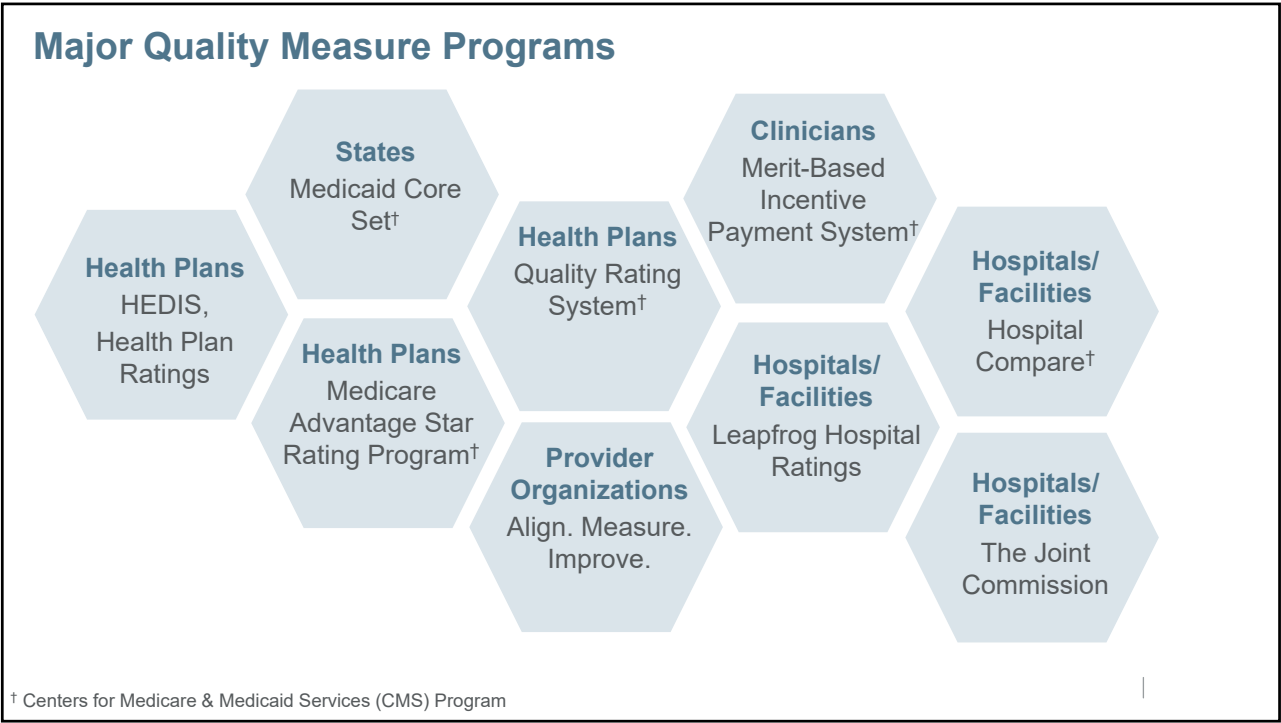 Major Quality Measure Programs
Health Plans
HEDIS,
Health Plan
Ratings
States
Medicaid Core
Set†
Health Plans
Medicare
Advantage Star
Rating Program†
Health Plans
Quality Rating
System†
Provider
Organizations
Align. Measure.
Improve.
Clinicians
Merit-Based
Incentive
Payment System†
Hospitals/
Facilities
Leapfrog Hospital
Ratings
Hospitals/
Facilities
Hospital
Compare†
Hospitals/
Facilities
The Joint
Commission
† Centers for Medicare & Medicaid Services (CMS) Program